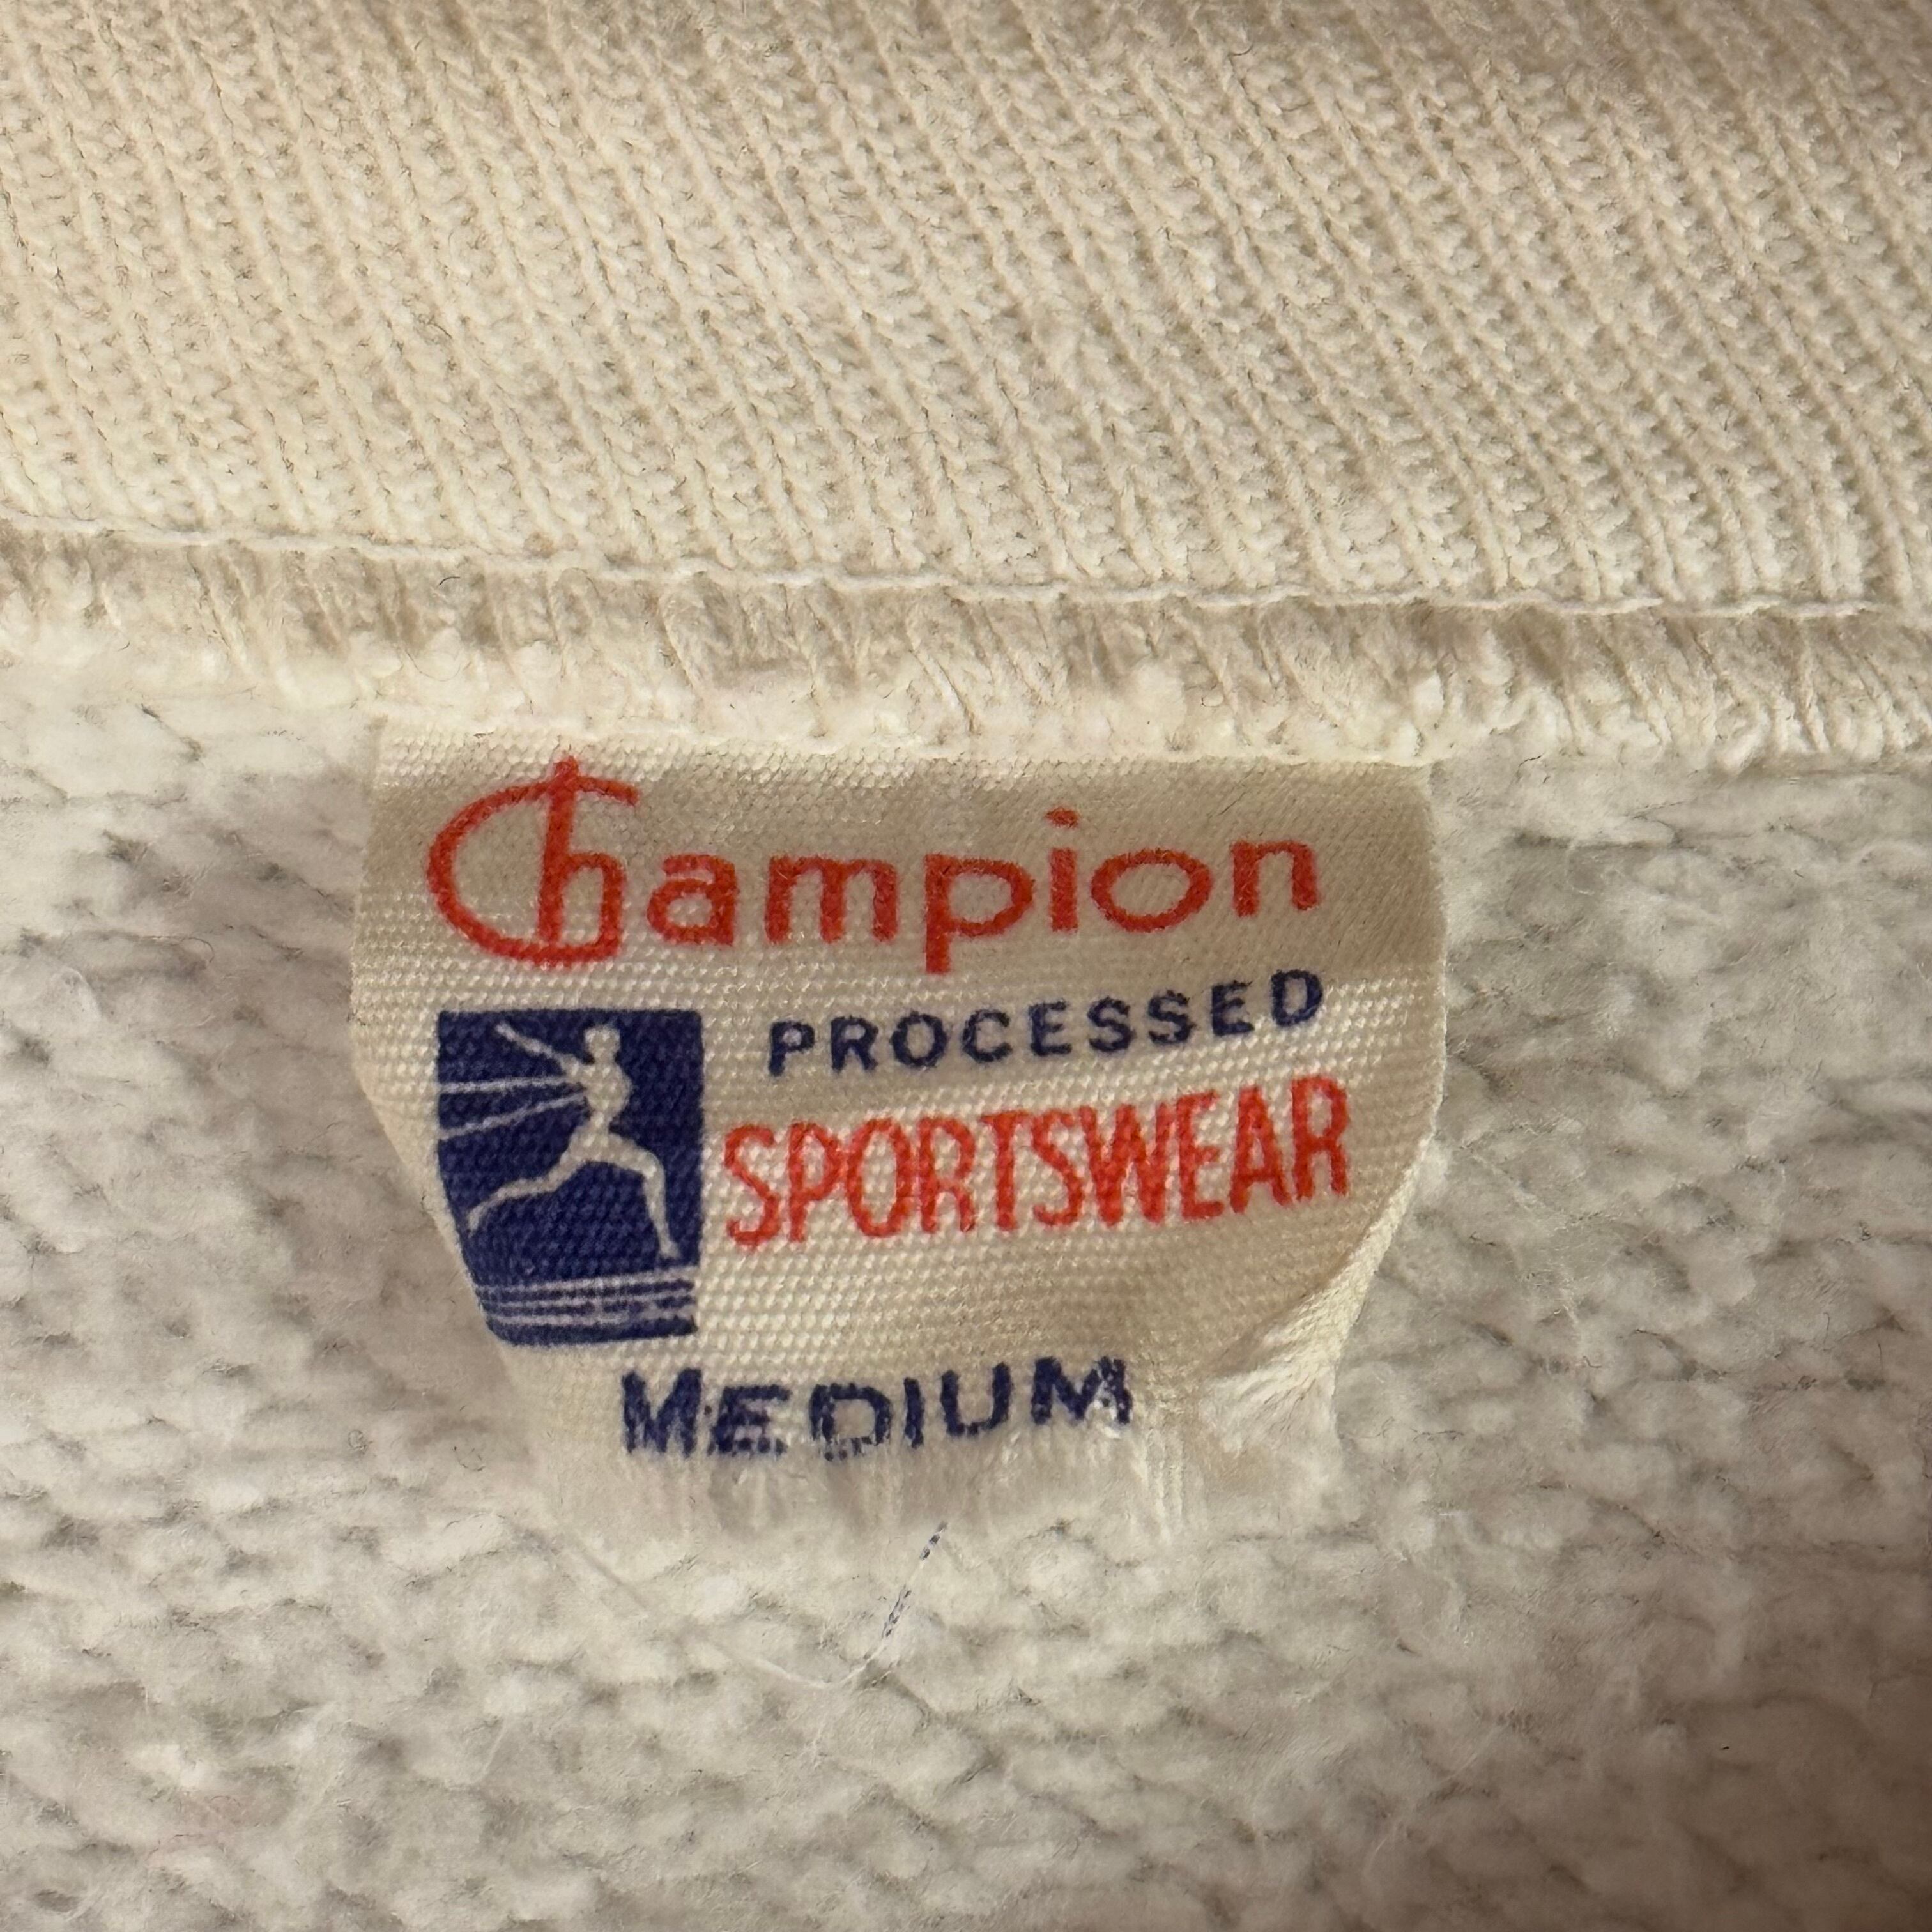 Champion
PROCESSED
SPORTSWEAR
MEDIUM